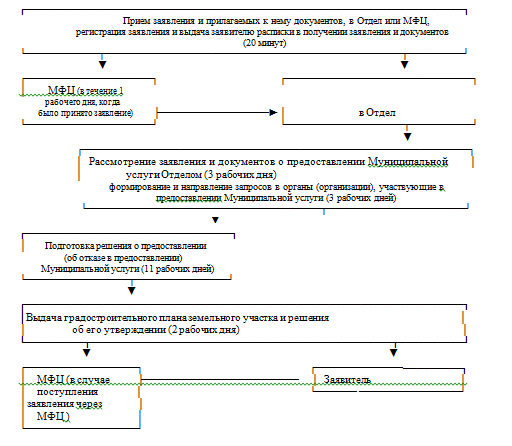 Прием заявления и прилагаемых к нему документов, в Отдел или МФЦ,
регистрация заявления и выдача заявителю расписки в получении заявления и документов
(20 минут)
МФЦ (в течение 1
рабочего дня, когда
было принято заявление)
в Отдел
Рассмотрение заявления и документов о предоставлении Муниципальной
услуги Отделом (3 рабочих дня)
формирование и направление запросов в органы (организации), участвующие в
предоставлении Муниципальной услуги (3 рабочих дней)
Подготовка решения о предоставлении
(об отказе в предоставлении)
Муниципальной услуги (11 рабочих дней)
Выдача градостроительного плана земельного участка и решения
об его утверждении (2 рабочих дня)
МФЦ (в случае
поступления
заявления через
МФЦ)
Заявитель